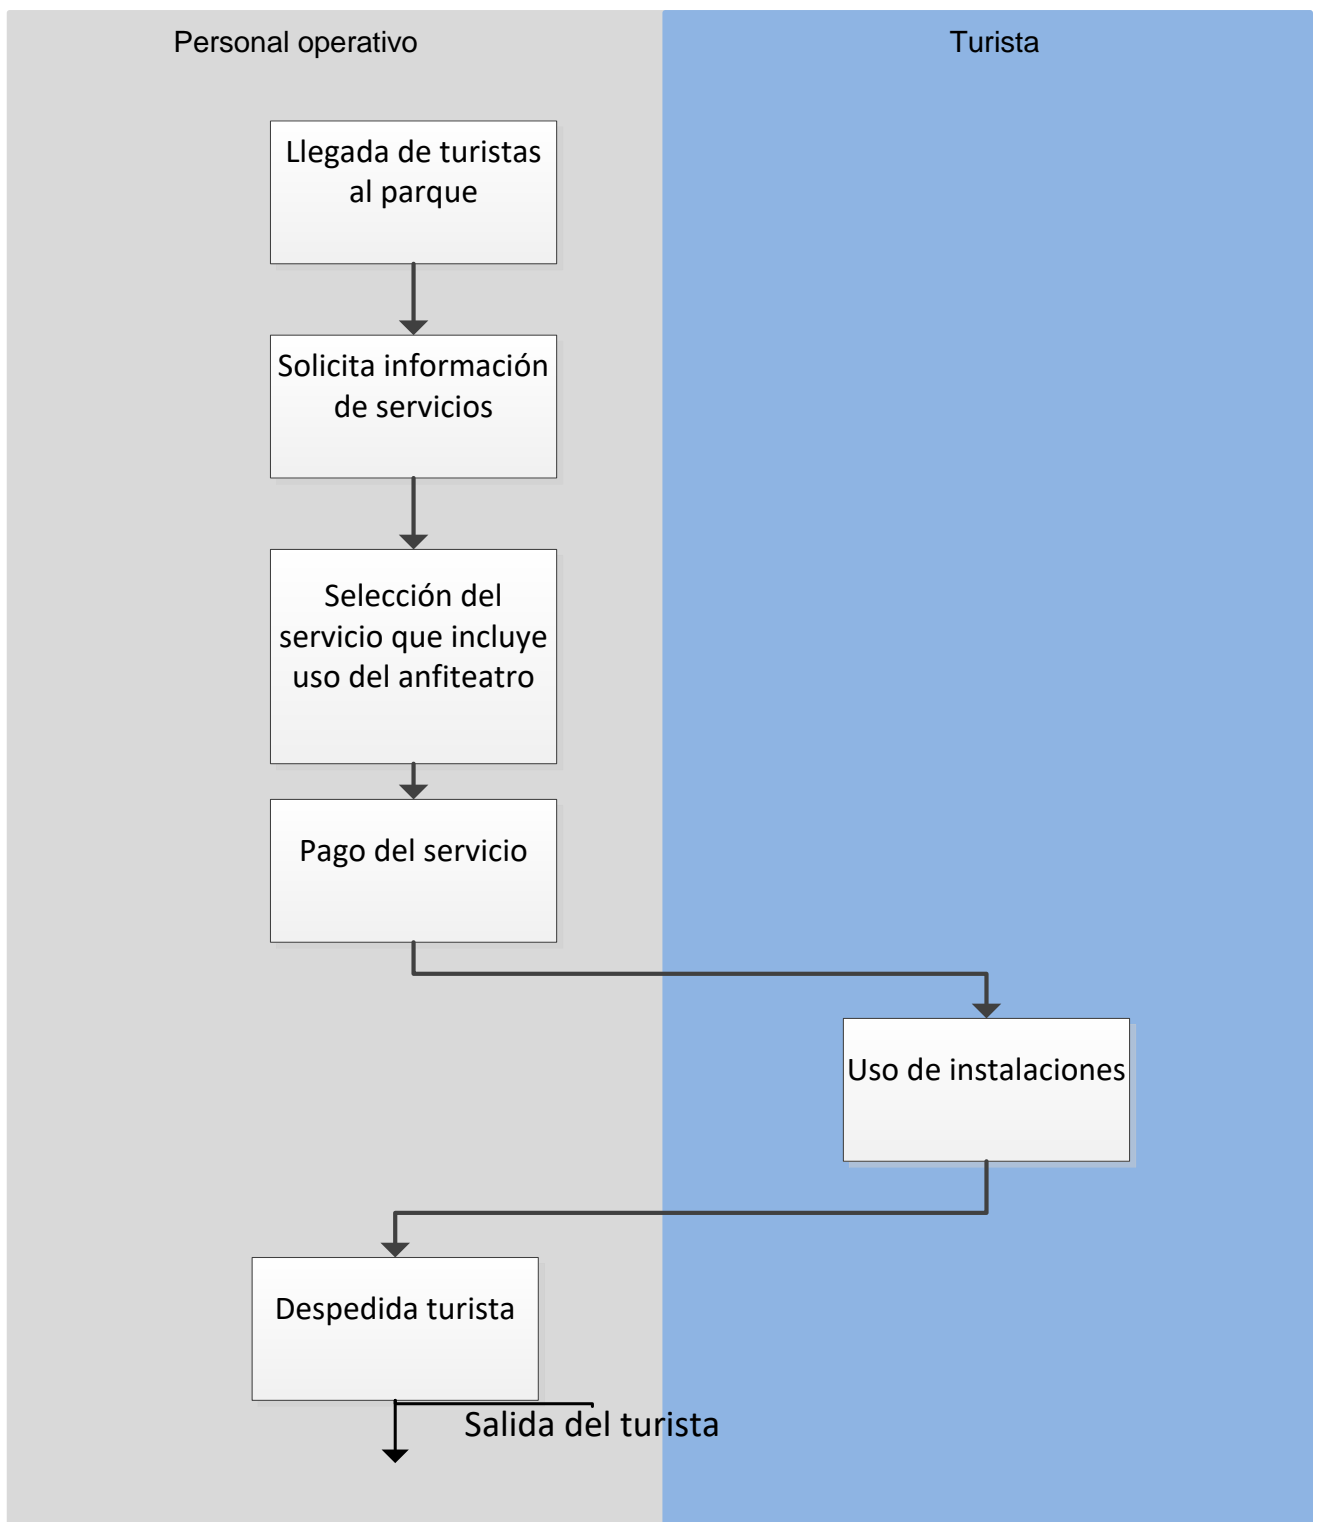 Personal operativo
Turista
Llegada de turistas
al parque
Solicita información
de servicios
Selección del
servicio que incluye
uso del anfiteatro
Pago del servicio
Uso de instalaciones
Despedida turista
Salida del turista